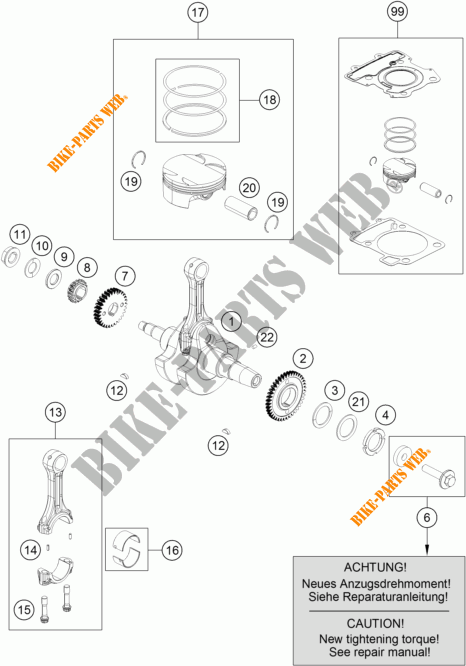 17
99
BIKE-PARTS WEB.
18
19
20
19
11
10
9
8
7
1
22
2
12
3
21
4
12
13
BIKE-PARTS WEB
BIKE-PARTS WEB.
14
16
15
6
ACHTUNG!
Neues Anzugsdrehmoment!
Siehe Reparaturanleitung!
CAUTION!
New tightening torque!
See repair manual!